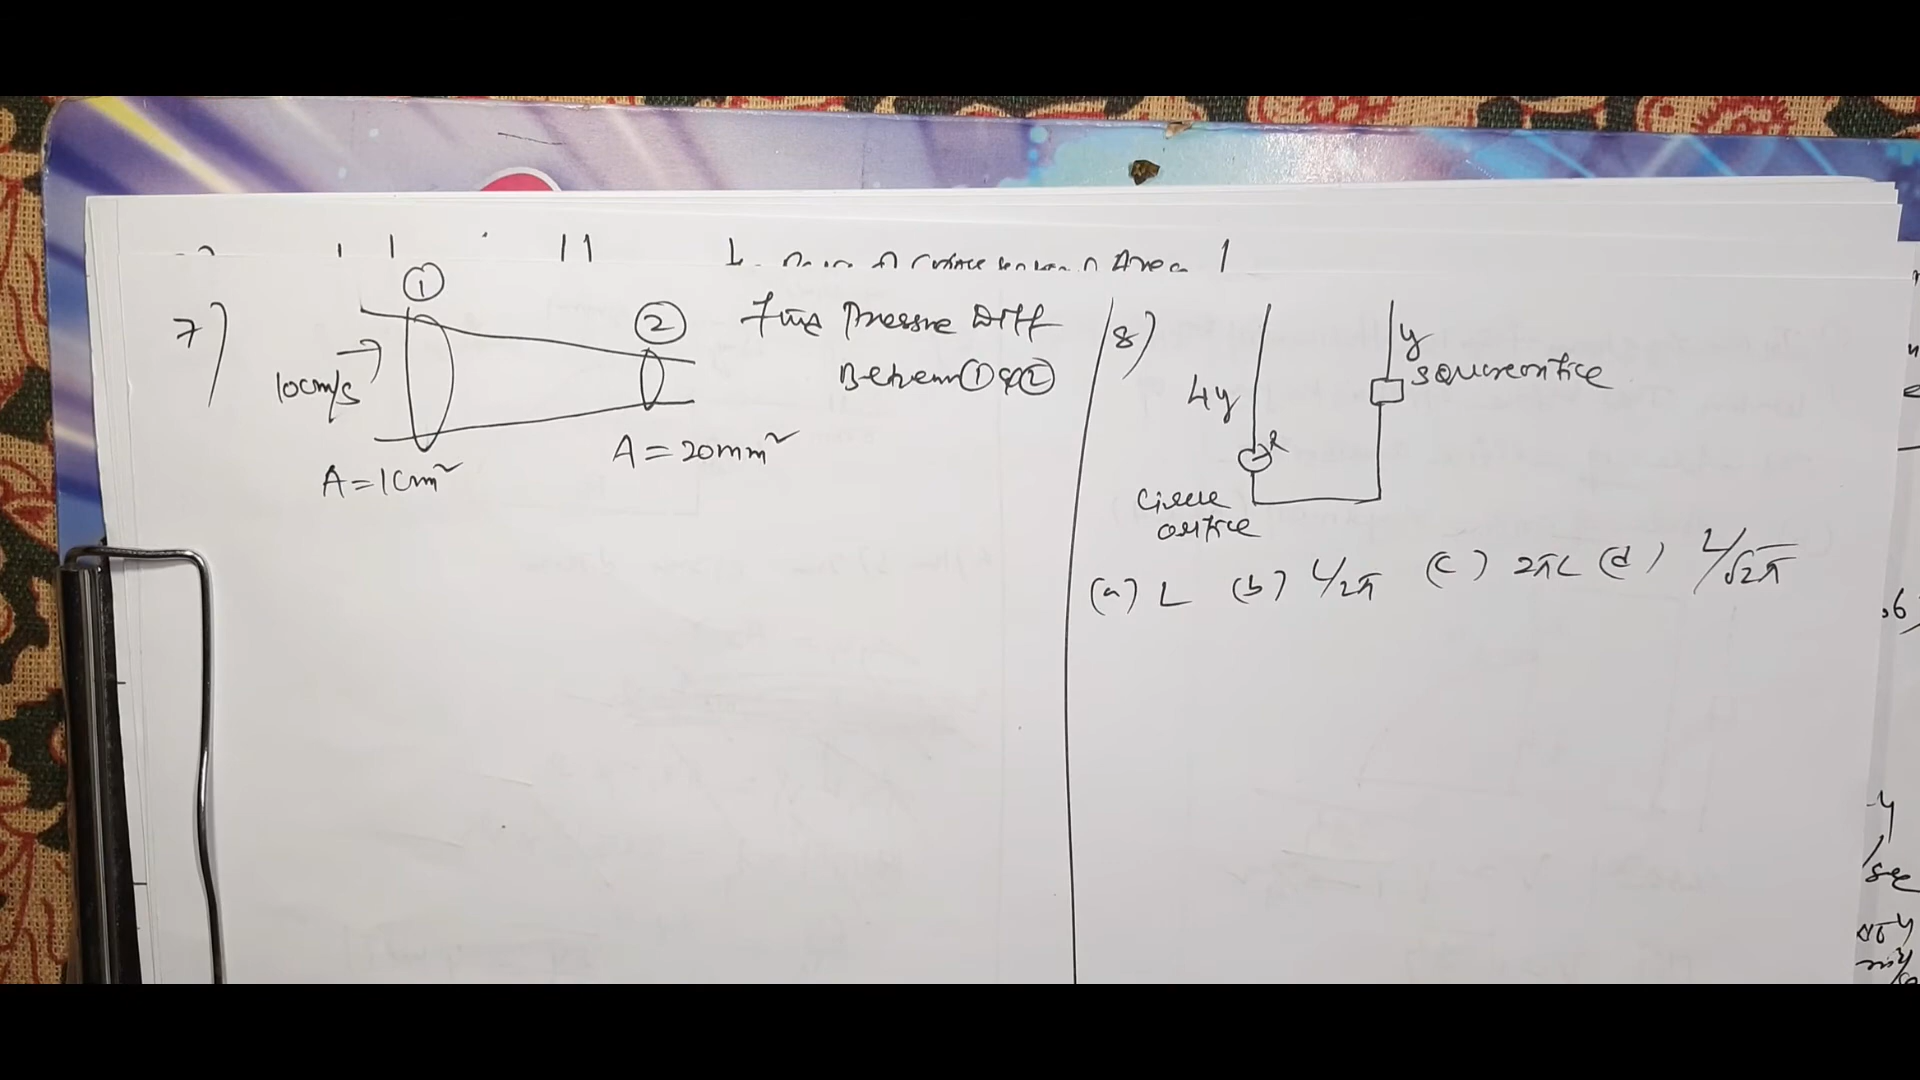 7)
①
②
10cm/s
A = 1cm²
A = 20mm²
Find Pressure Diff
Between ① & ②
8)
4y
y
square orifice
R
Circle
orifice
(a) L (b) L/2π (c) 2πL (d) L/√2π